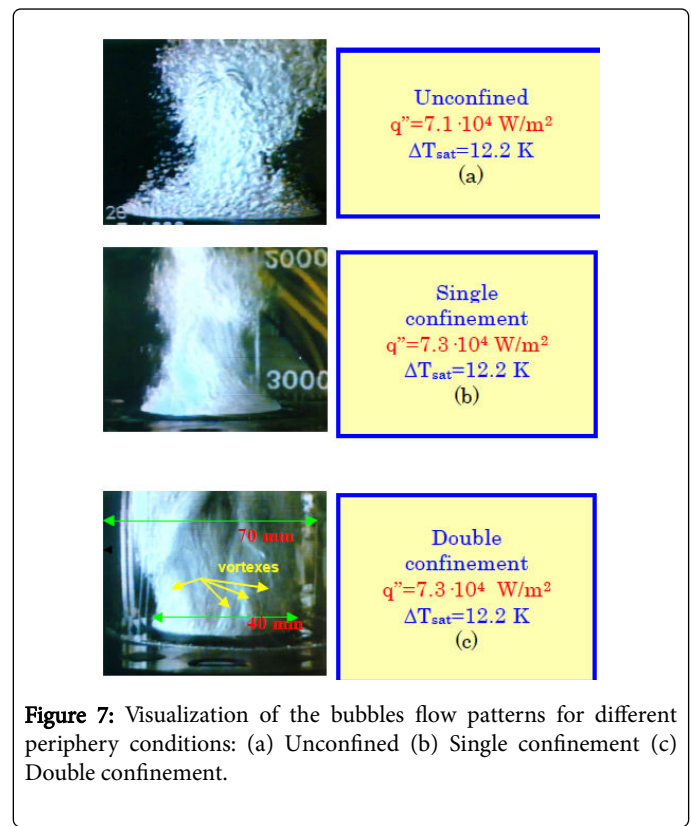 Unconfined
q”=7.1·10⁴ W/m²
ΔTsat=12.2 K
(a)
2000
3000
Single
confinement
q”=7.3·10⁴ W/m²
ΔTsat=12.2 K
(b)
70 mm
vortexes
40 mm
Double
confinement
q”=7.3·10⁴ W/m²
ΔTsat=12.2 K
(c)
Figure 7: Visualization of the bubbles flow patterns for different
periphery conditions: (a) Unconfined (b) Single confinement (c)
Double confinement.